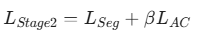 L_{Stage2} = L_{Seg} + βL_{AC}